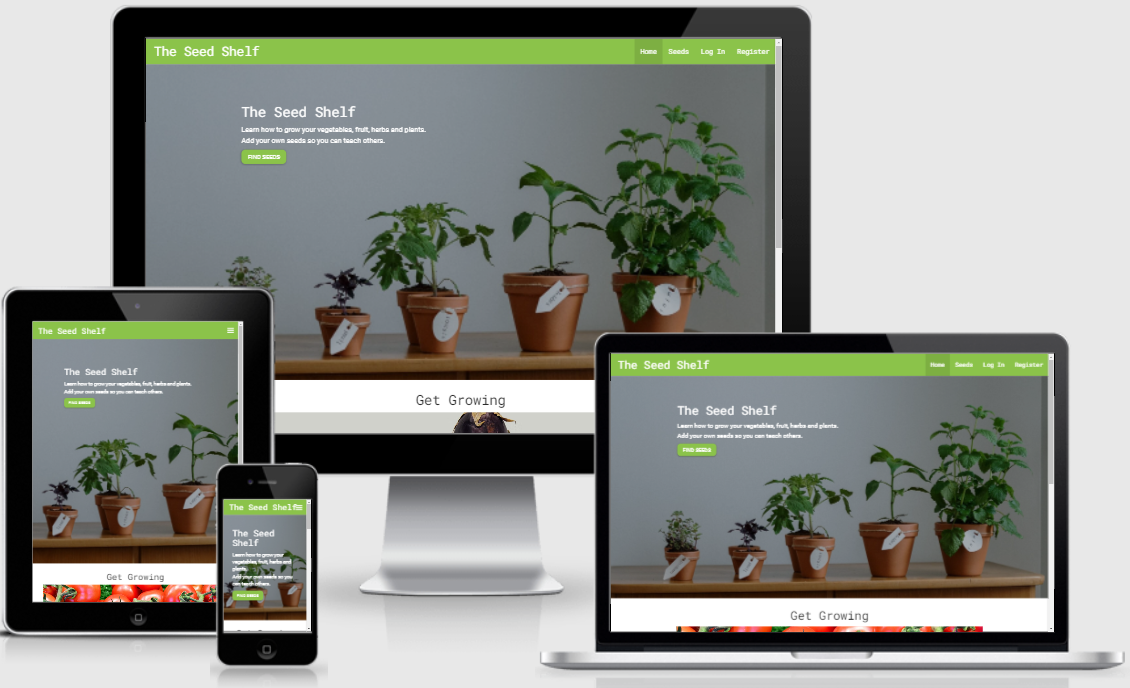 The Seed Shelf
Home Seeds Log In Register
The Seed Shelf
Learn how to grow your vegetables, fruit, herbs and plants.
Add your own seeds so you can teach others.
FIND SEEDS
Get Growing
The Seed Shelf
The Seed Shelf
Learn how to grow your vegetables, fruit, herbs and plants.
Add your own seeds so you can teach others.
FIND SEEDS
Get Growing
The Seed Shelf
The Seed
Shelf
Learn how to grow your
vegetables, fruit, herbs and
plants.
Add your own seeds so you
can teach others.
FIND SEEDS
The Seed Shelf
Home Seeds Log In Register
The Seed Shelf
Learn how to grow your vegetables, fruit, herbs and plants.
Add your own seeds so you can teach others.
FIND SEEDS
Get Growing